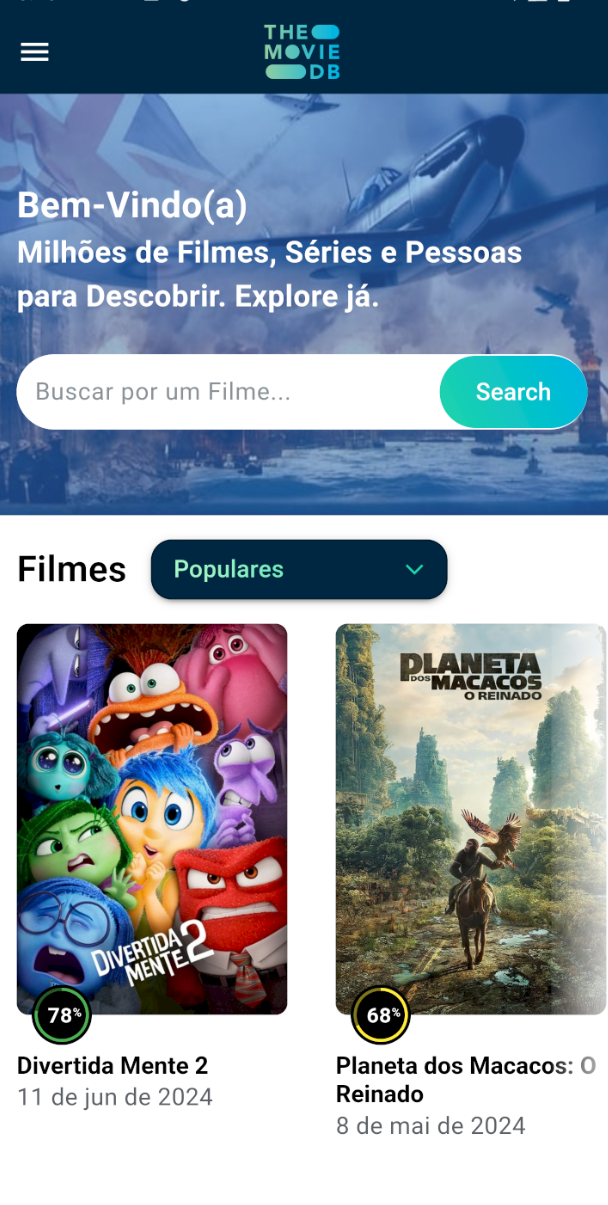 THE
MOVIE
DB
Bem-Vindo(a)
Milhões de Filmes, Séries e Pessoas
para Descobrir. Explore já.
Buscar por um Filme...
Search
Filmes
Populares
DIVERTIDA
MENTE 2
PLANETA
DOS MACACOS
O REINADO
78%
68%
Divertida Mente 2
11 de jun de 2024
Planeta dos Macacos: O
Reinado
8 de mai de 2024